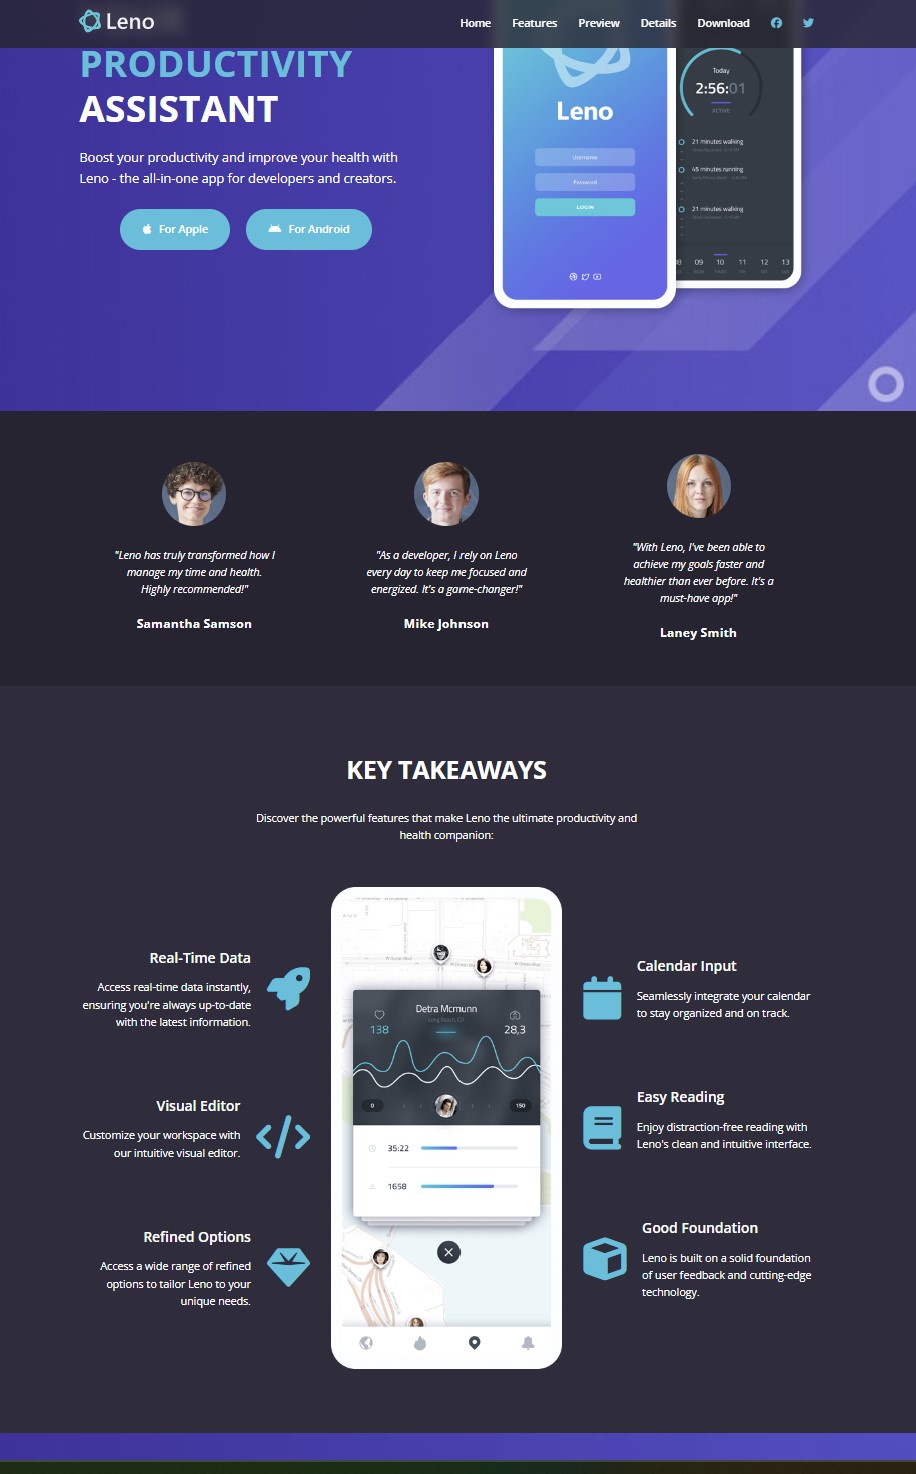 Leno
Home Features Preview Details Download
PRODUCTIVITY
ASSISTANT
Boost your productivity and improve your health with
Leno - the all-in-one app for developers and creators.
For Apple
For Android
Leno
Username
Password
LOGIN
Today
2:56:01
ACTIVE
21 minutes walking
45 minutes running
21 minutes walking
09 10 11 12 13
"Leno has truly transformed how I
manage my time and health.
Highly recommended!"
Samantha Samson
"As a developer, I rely on Leno
every day to keep me focused and
energized. It's a game-changer!"
Mike Johnson
"With Leno, I've been able to
achieve my goals faster and
healthier than ever before. It's a
must-have app!"
Laney Smith
KEY TAKEAWAYS
Discover the powerful features that make Leno the ultimate productivity and
health companion:
Real-Time Data
Access real-time data instantly,
ensuring you're always up-to-date
with the latest information.
Visual Editor
Customize your workspace with
our intuitive visual editor.
Refined Options
Access a wide range of refined
options to tailor Leno to your
unique needs.
W Ocean Blvd
W Ocean Blvd
Detra Mcmunn
Long Beach, CA
138
28,3
0
150
35:22
1658
Calendar Input
Seamlessly integrate your calendar
to stay organized and on track.
Easy Reading
Enjoy distraction-free reading with
Leno's clean and intuitive interface.
Good Foundation
Leno is built on a solid foundation
of user feedback and cutting-edge
technology.